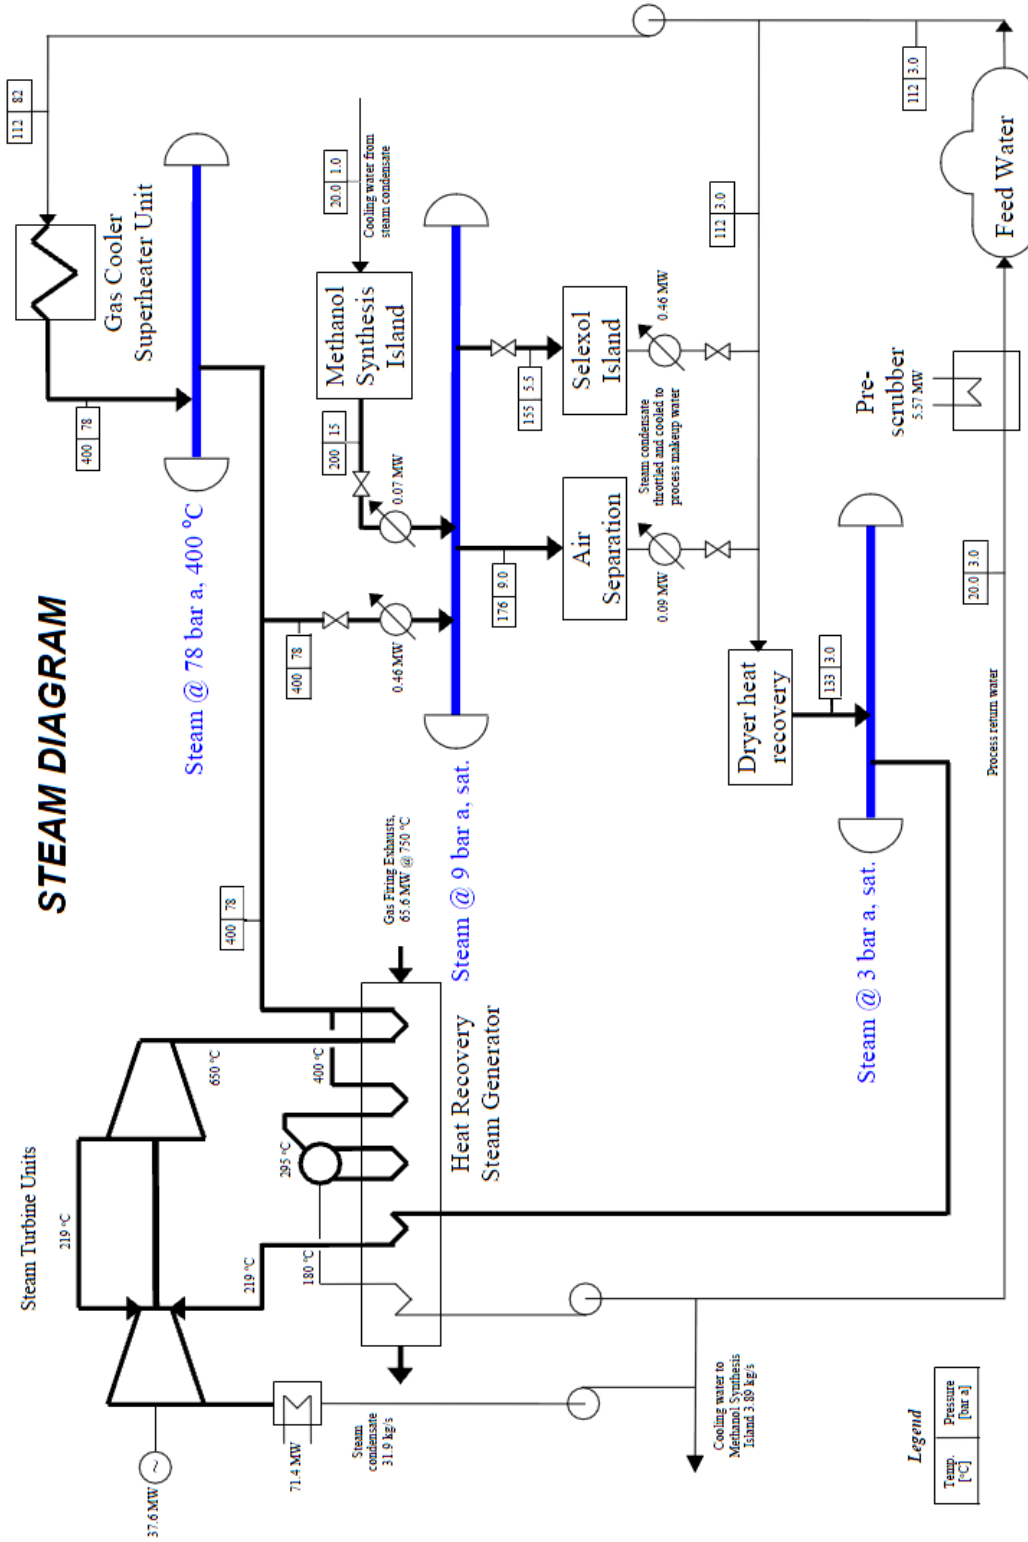 STEAM DIAGRAM
Steam Turbine Units
219 °C
650 °C
37.6 MW
~
71.4 MW
Steam
condensate
31.9 kg/s
219 °C
180 °C
295 °C
400 °C
400 78
Gas Firing Exhausts,
65.6 MW @ 750 °C
Heat Recovery
Steam Generator
Steam @ 78 bar a, 400 °C
400 78
Gas Cooler
Superheater Unit
112 82
400 78
0.46 MW
200 15
0.07 MW
Methanol
Synthesis
Island
20.0 1.0
Cooling water from
steam condensate
Steam @ 9 bar a, sat.
176 9.0
155 5.5
Air
Separation
Selexol
Island
0.09 MW
0.46 MW
Steam condensate
throttled and cooled to
process makeup water
112 3.0
Dryer heat
recovery
133 3.0
Steam @ 3 bar a, sat.
Pre-
scrubber
5.57 MW
112 3.0
Feed Water
20.0 3.0
Process return water
Cooling water to
Methanol Synthesis
Island 3.89 kg/s
Legend
Temp. Pressure
[°C] [bar a]